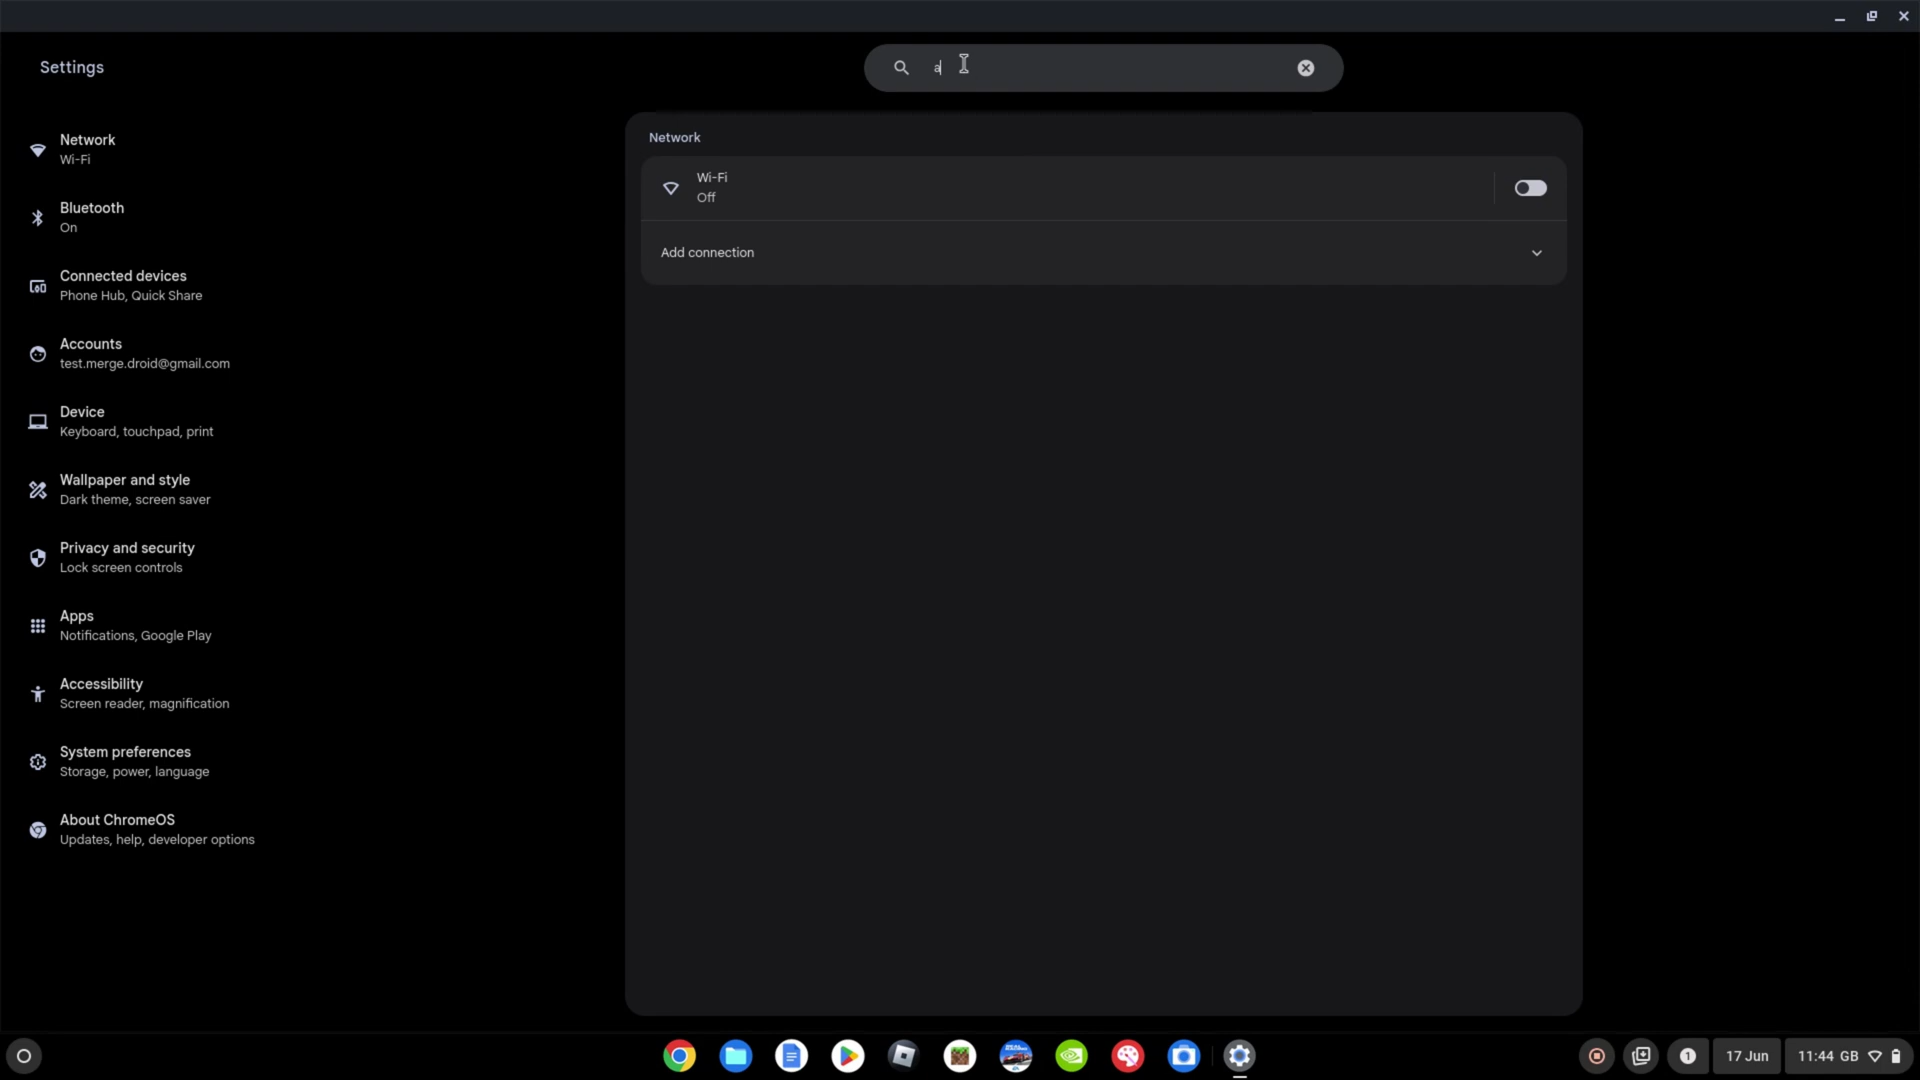 Settings
a
Network
Wi-Fi
Bluetooth
On
Connected devices
Phone Hub, Quick Share
Accounts
test.merge.droid@gmail.com
Device
Keyboard, touchpad, print
Wallpaper and style
Dark theme, screen saver
Privacy and security
Lock screen controls
Apps
Notifications, Google Play
Accessibility
Screen reader, magnification
System preferences
Storage, power, language
About ChromeOS
Updates, help, developer options
Network
Wi-Fi
Off
Add connection
1
17 Jun
11:44 GB